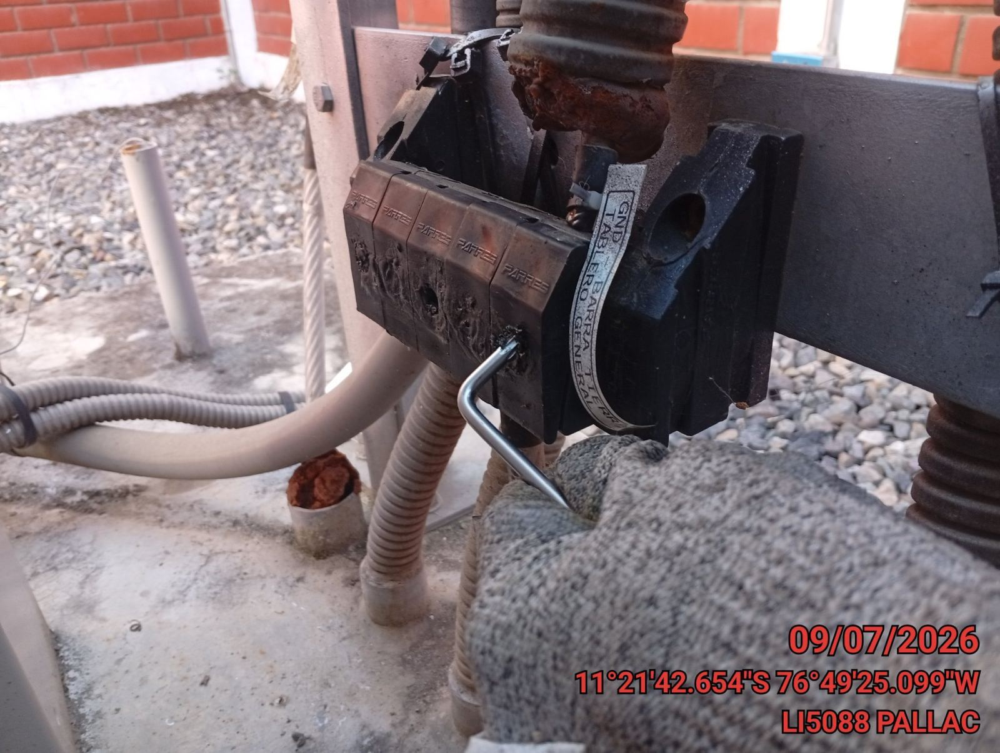 PARRES
PARRES
PARRES
PARRES
PARRES
GND BARRA TIERR
TABLERO GENERAL
09/07/2026
11°21'42.654"S 76°49'25.099"W
LI5088 PALLAC